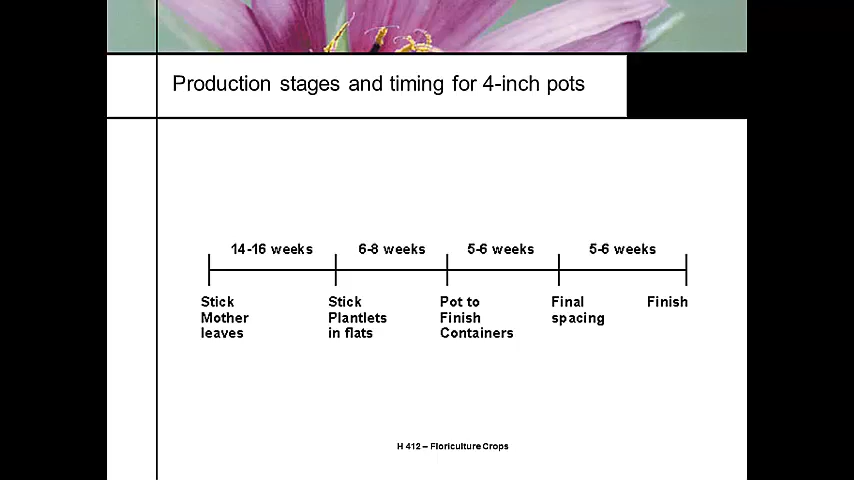 Production stages and timing for 4-inch pots
14-16 weeks 6-8 weeks 5-6 weeks 5-6 weeks
Stick
Mother
leaves
Stick
Plantlets
in flats
Pot to
Finish
Containers
Final
spacing
Finish
H 412 – Floriculture Crops